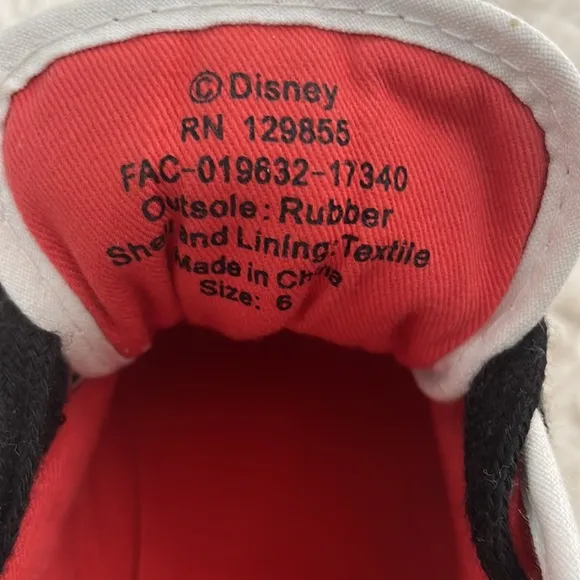 © Disney
RN 129855
FAC-019632-17340
Outsole: Rubber
Shell and Lining: Textile
Made in China
Size: 6